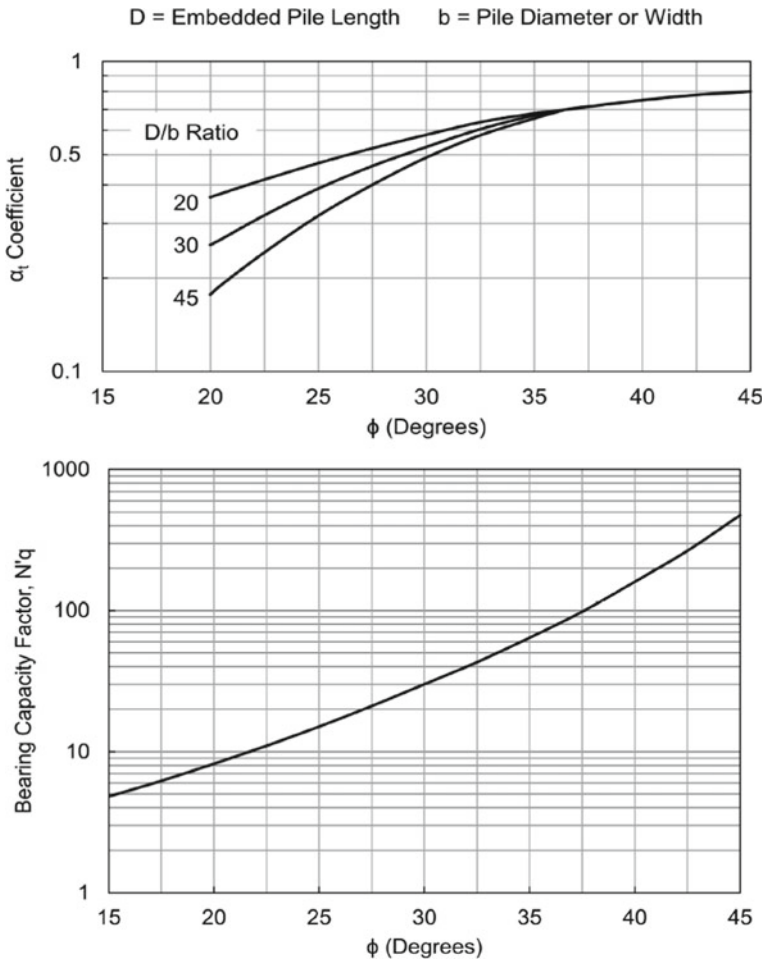 D = Embedded Pile Length b = Pile Diameter or Width
1
D/b Ratio
0.5
20
30
45
0.1
αt Coefficient
15 20 25 30 35 40 45
ϕ (Degrees)
1000
100
10
1
Bearing Capacity Factor, N'q
15 20 25 30 35 40 45
ϕ (Degrees)